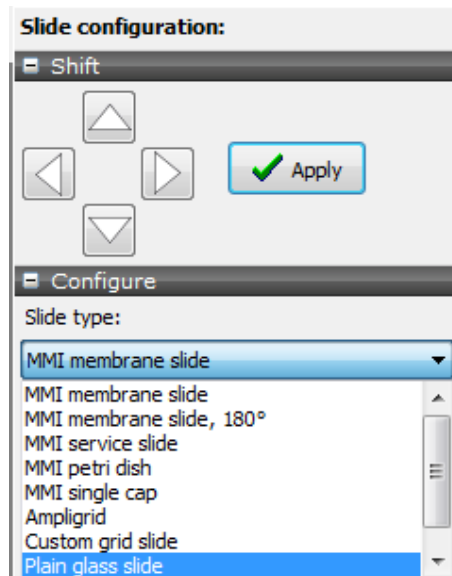 Slide configuration:
Shift
Apply
Configure
Slide type:
MMI membrane slide
MMI membrane slide
MMI membrane slide, 180°
MMI service slide
MMI petri dish
MMI single cap
Ampligrid
Custom grid slide
Plain glass slide